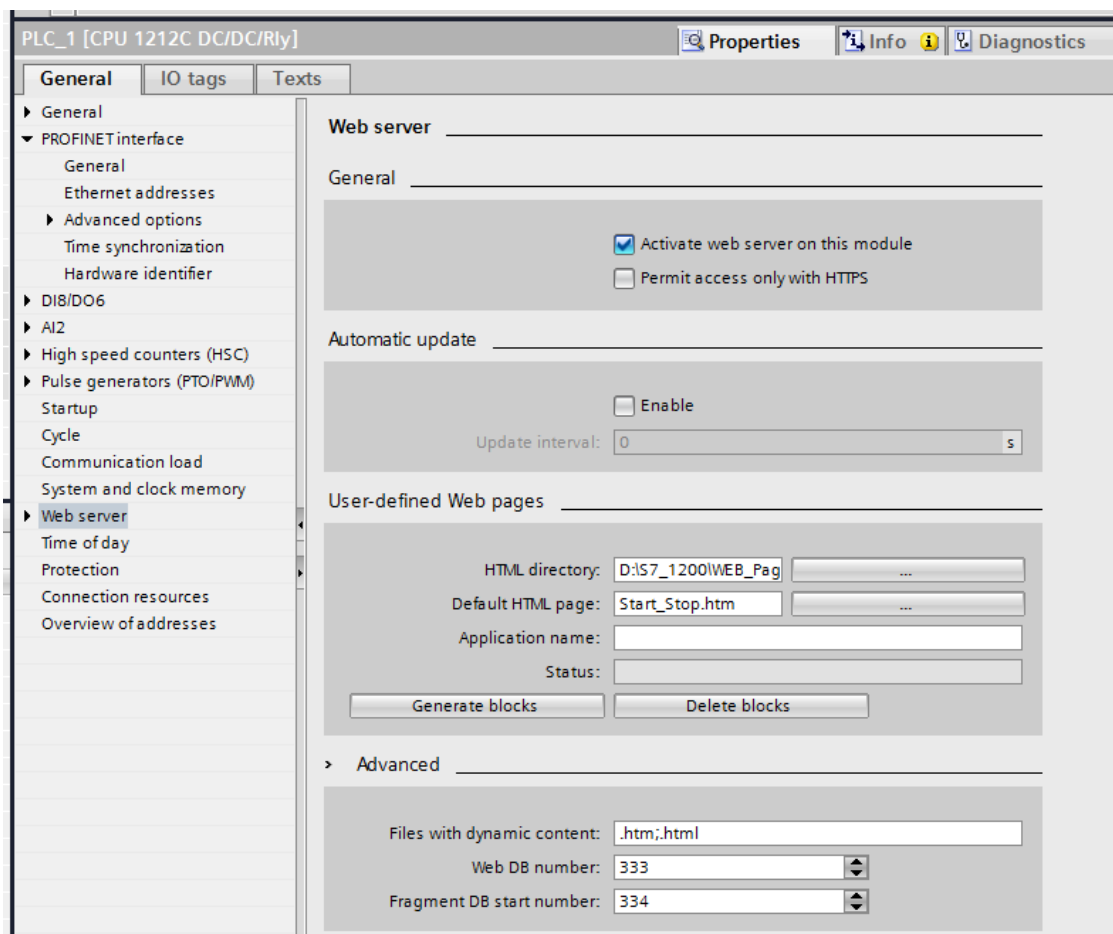 PLC_1 [CPU 1212C DC/DC/Rly]
Properties
Info
Diagnostics
General
IO tags
Texts
General
PROFINET interface
General
Ethernet addresses
Advanced options
Time synchronization
Hardware identifier
DI8/DO6
AI2
High speed counters (HSC)
Pulse generators (PTO/PWM)
Startup
Cycle
Communication load
System and clock memory
Web server
Time of day
Protection
Connection resources
Overview of addresses
Web server
General
Activate web server on this module
Permit access only with HTTPS
Automatic update
Enable
Update interval: 0 s
User-defined Web pages
HTML directory: D:\S7_1200\WEB_Pag ...
Default HTML page: Start_Stop.htm ...
Application name:
Status:
Generate blocks Delete blocks
Advanced
Files with dynamic content: .htm;.html
Web DB number: 333
Fragment DB start number: 334